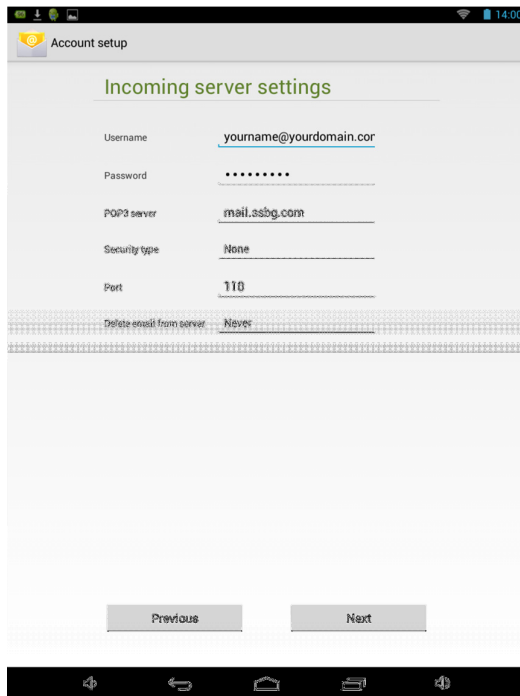 14:00
Account setup
Incoming server settings
Username yourname@yourdomain.com
Password •••••••••
POP3 server mail.ssbg.com
Security type None
Port 110
Delete email from server Never
Previous Next